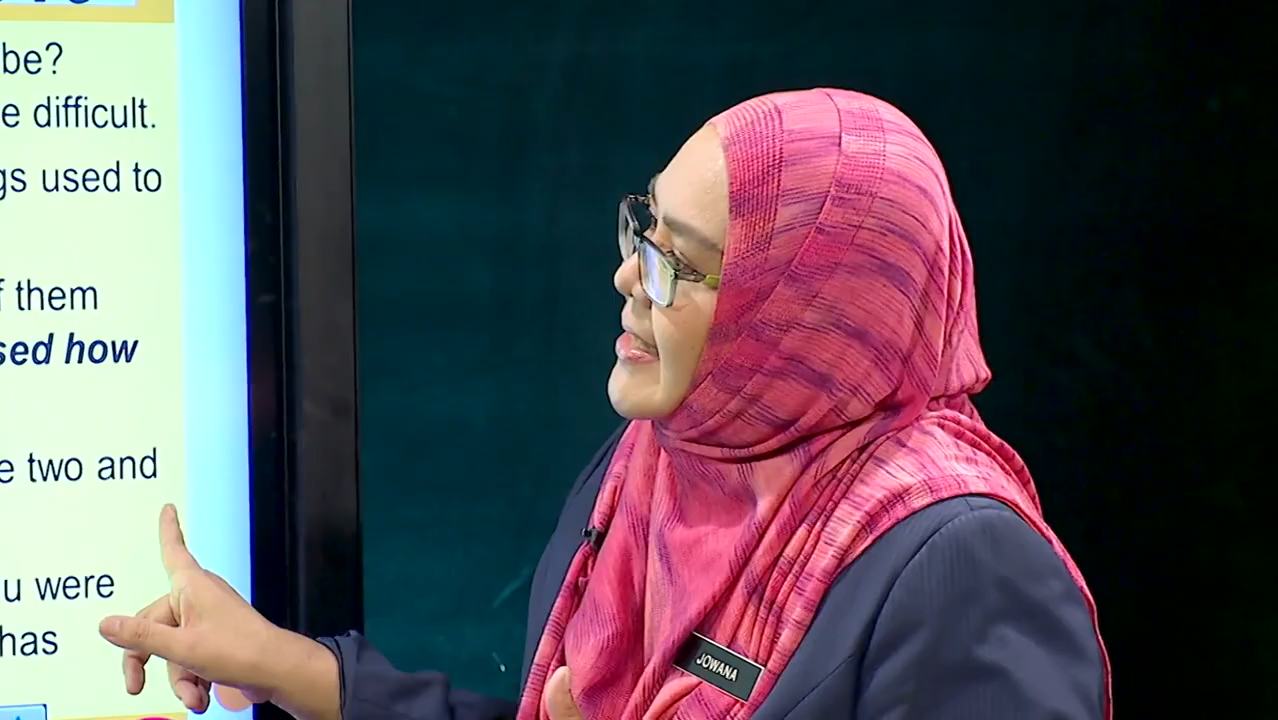 be?
e difficult.
gs used to
f them
sed how
e two and
u were
has
JOWANA